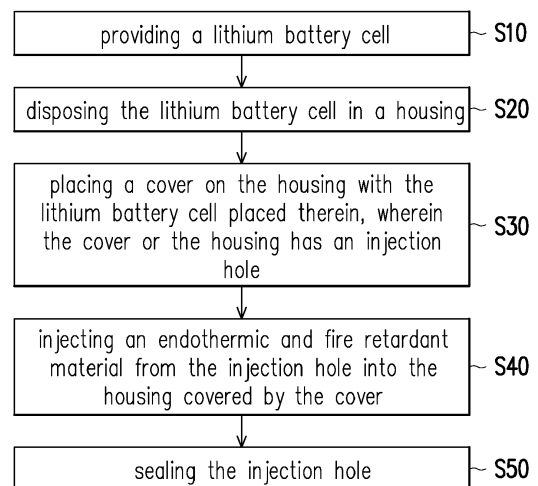 providing a lithium battery cell S10
disposing the lithium battery cell in a housing S20
placing a cover on the housing with the
lithium battery cell placed therein, wherein
the cover or the housing has an injection
hole
S30
injecting an endothermic and fire retardant
material from the injection hole into the
housing covered by the cover
S40
sealing the injection hole S50